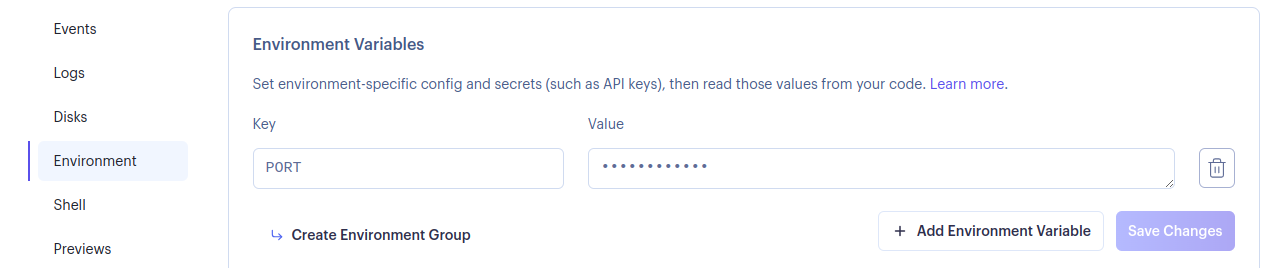 Events
Logs
Disks
Environment
Shell
Previews
Environment Variables
Set environment-specific config and secrets (such as API keys), then read those values from your code. Learn more.
Key
Value
PORT
••••••••••••
Create Environment Group
+ Add Environment Variable
Save Changes